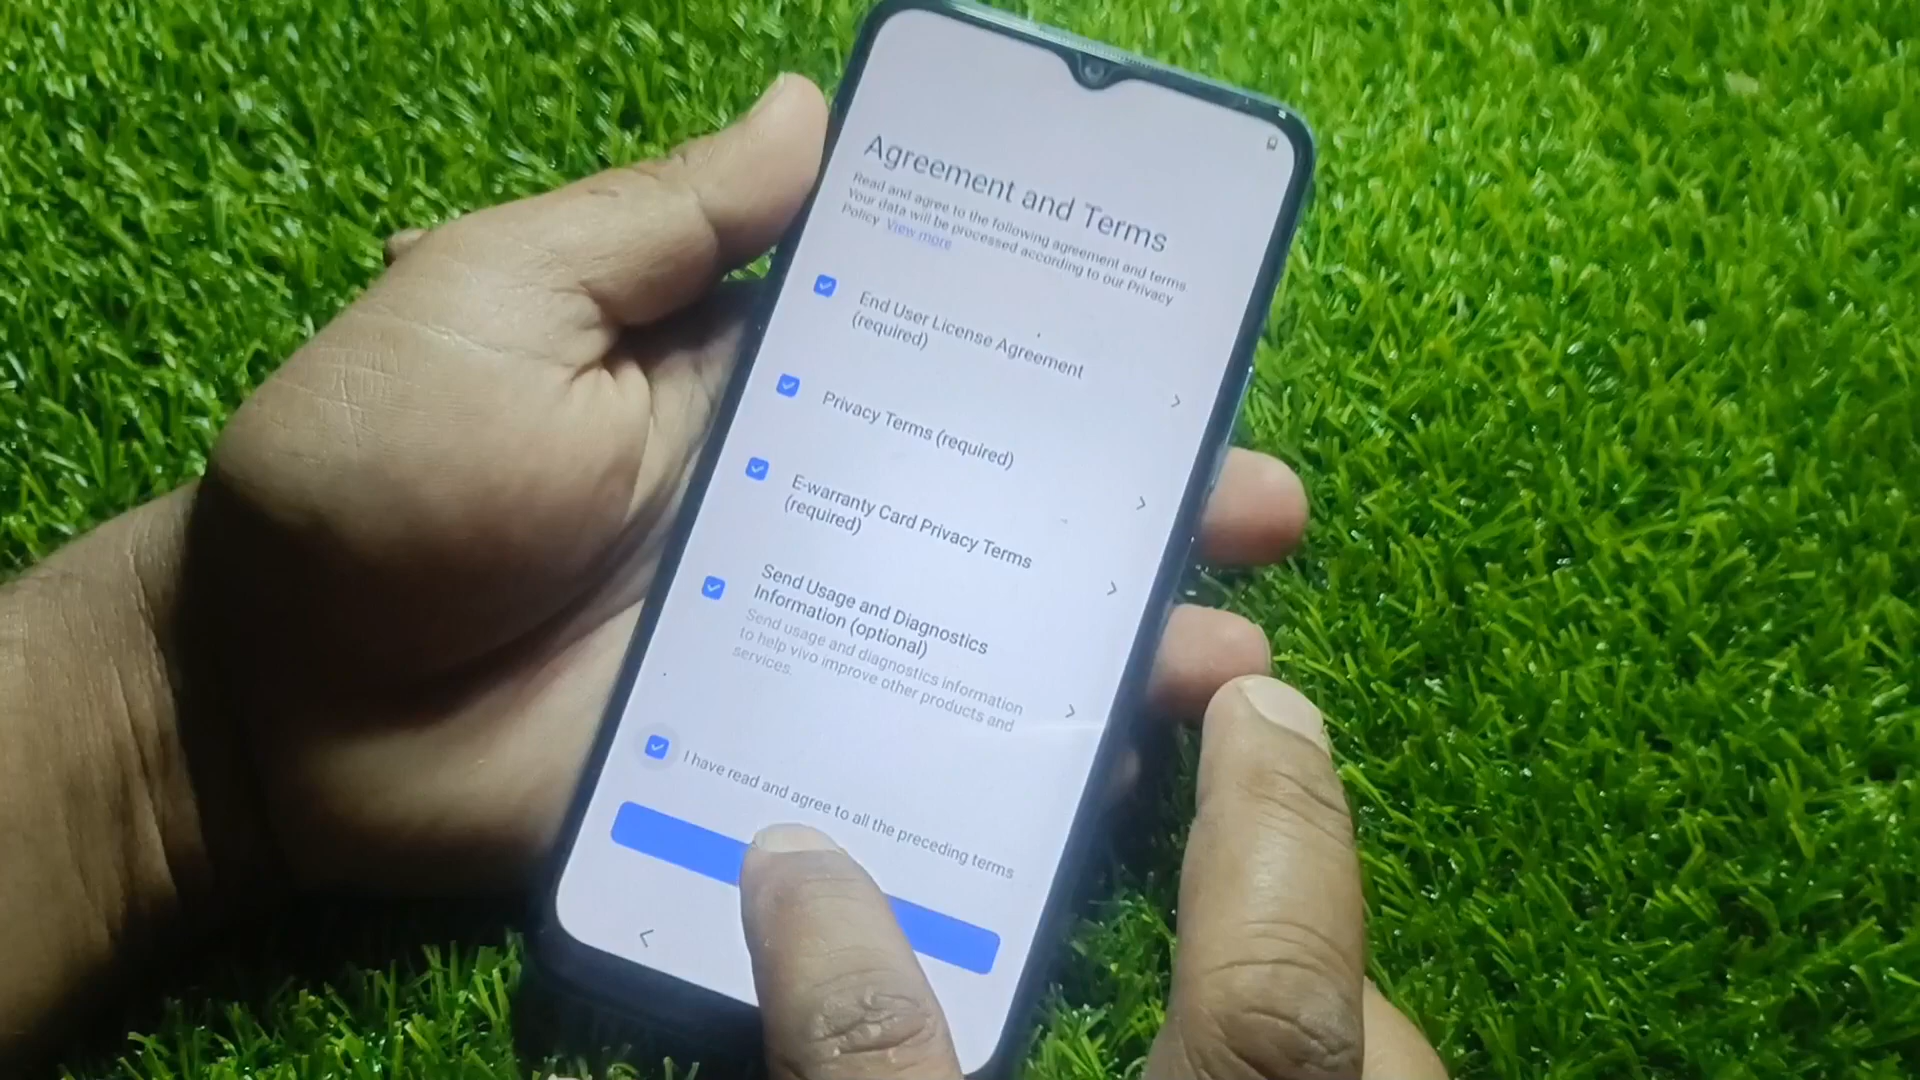 Agreement and Terms
Read and agree to the following agreement and terms.
Your data will be processed according to our Privacy
Policy View more
End User License Agreement
(required)
Privacy Terms (required)
E-warranty Card Privacy Terms
(required)
Send Usage and Diagnostics
Information (optional)
Send usage and diagnostics information
to help vivo improve other products and
services.
I have read and agree to all the preceding terms